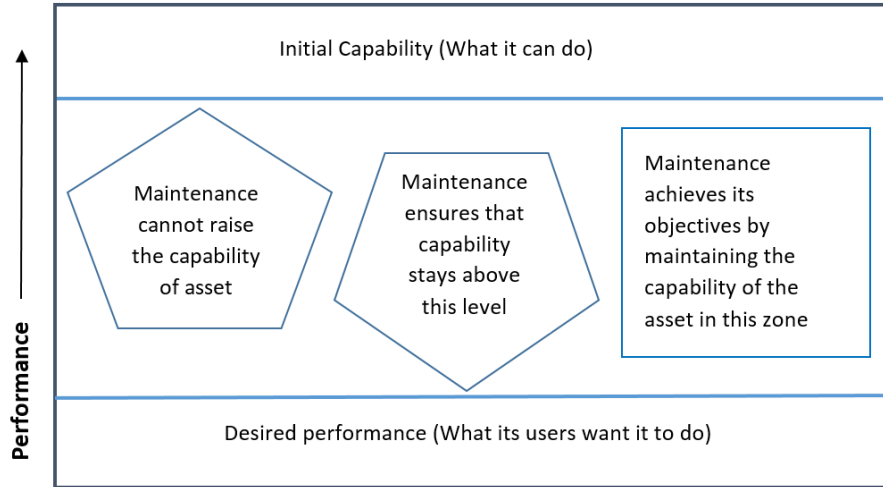 Initial Capability (What it can do)
Maintenance
cannot raise
the capability
of asset
Maintenance
ensures that
capability
stays above
this level
Maintenance
achieves its
objectives by
maintaining the
capability of the
asset in this zone
Desired performance (What its users want it to do)
Performance